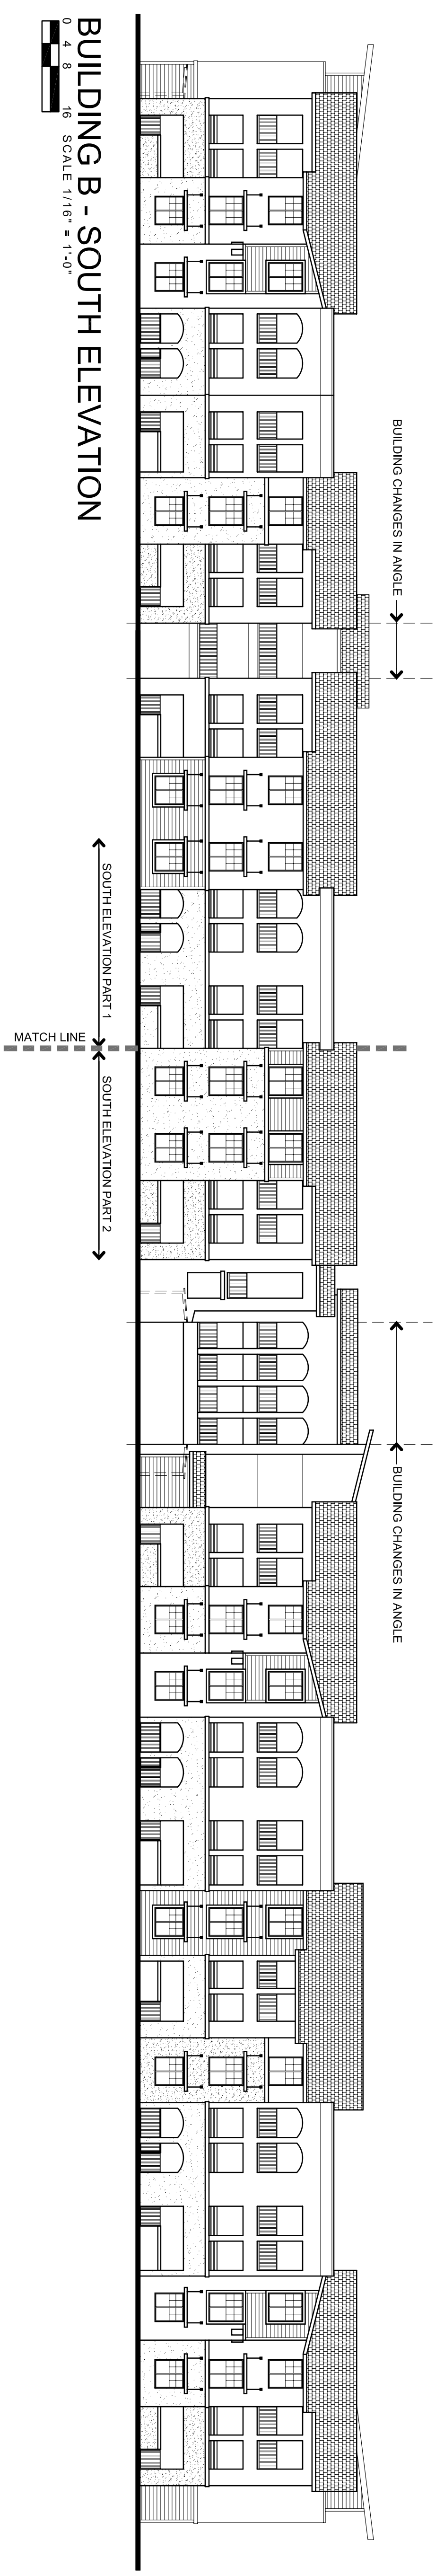 BUILDING CHANGES IN ANGLE
BUILDING CHANGES IN ANGLE
SOUTH ELEVATION PART 1
SOUTH ELEVATION PART 2
MATCH LINE
BUILDING B - SOUTH ELEVATION
0 4 8 16 SCALE 1/16" = 1'-0"